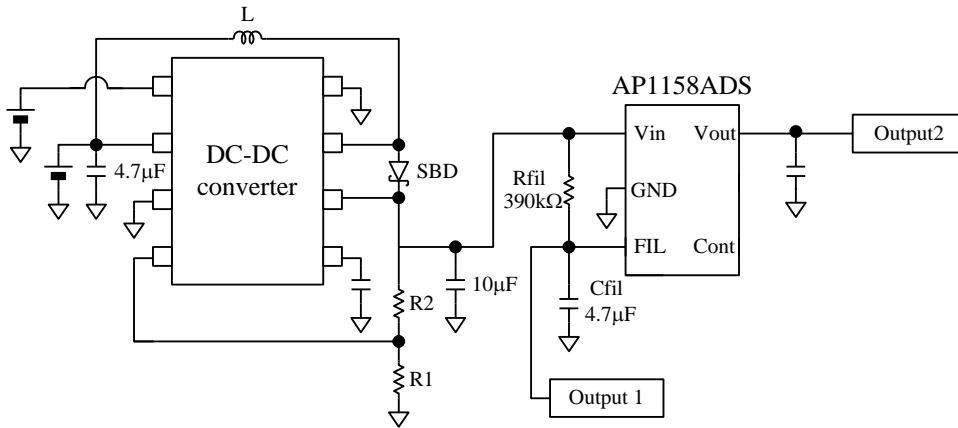 L
AP1158ADS
Vin
Vout
Output2
DC-DC
converter
4.7μF
SBD
Rfil
390kΩ
GND
FIL
Cont
10μF
R2
Cfil
4.7μF
R1
Output 1